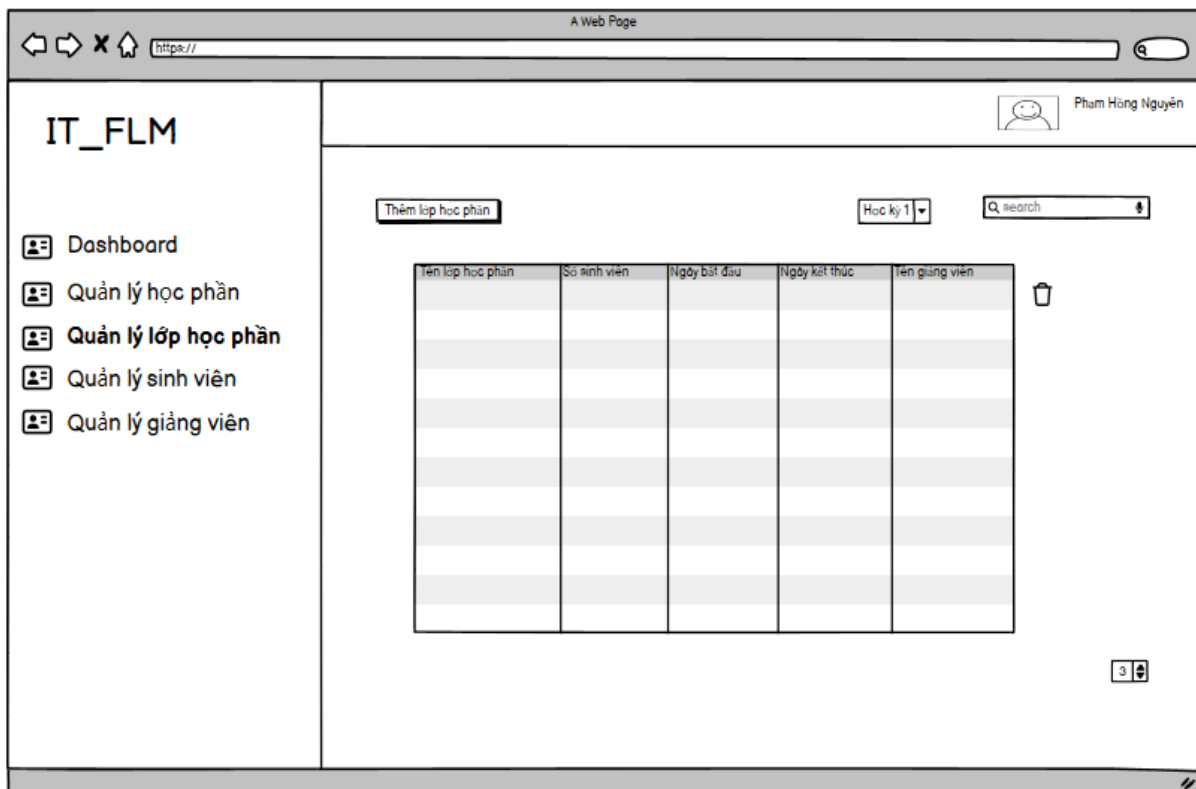 A Web Page
https://
IT_FLM
Phạm Hồng Nguyên
Dashboard
Quản lý học phần
Quản lý lớp học phần
Quản lý sinh viên
Quản lý giảng viên
Thêm lớp học phần
Học kỳ 1
search
Tên lớp học phần Số sinh viên Ngày bắt đầu Ngày kết thúc Tên giảng viên
3